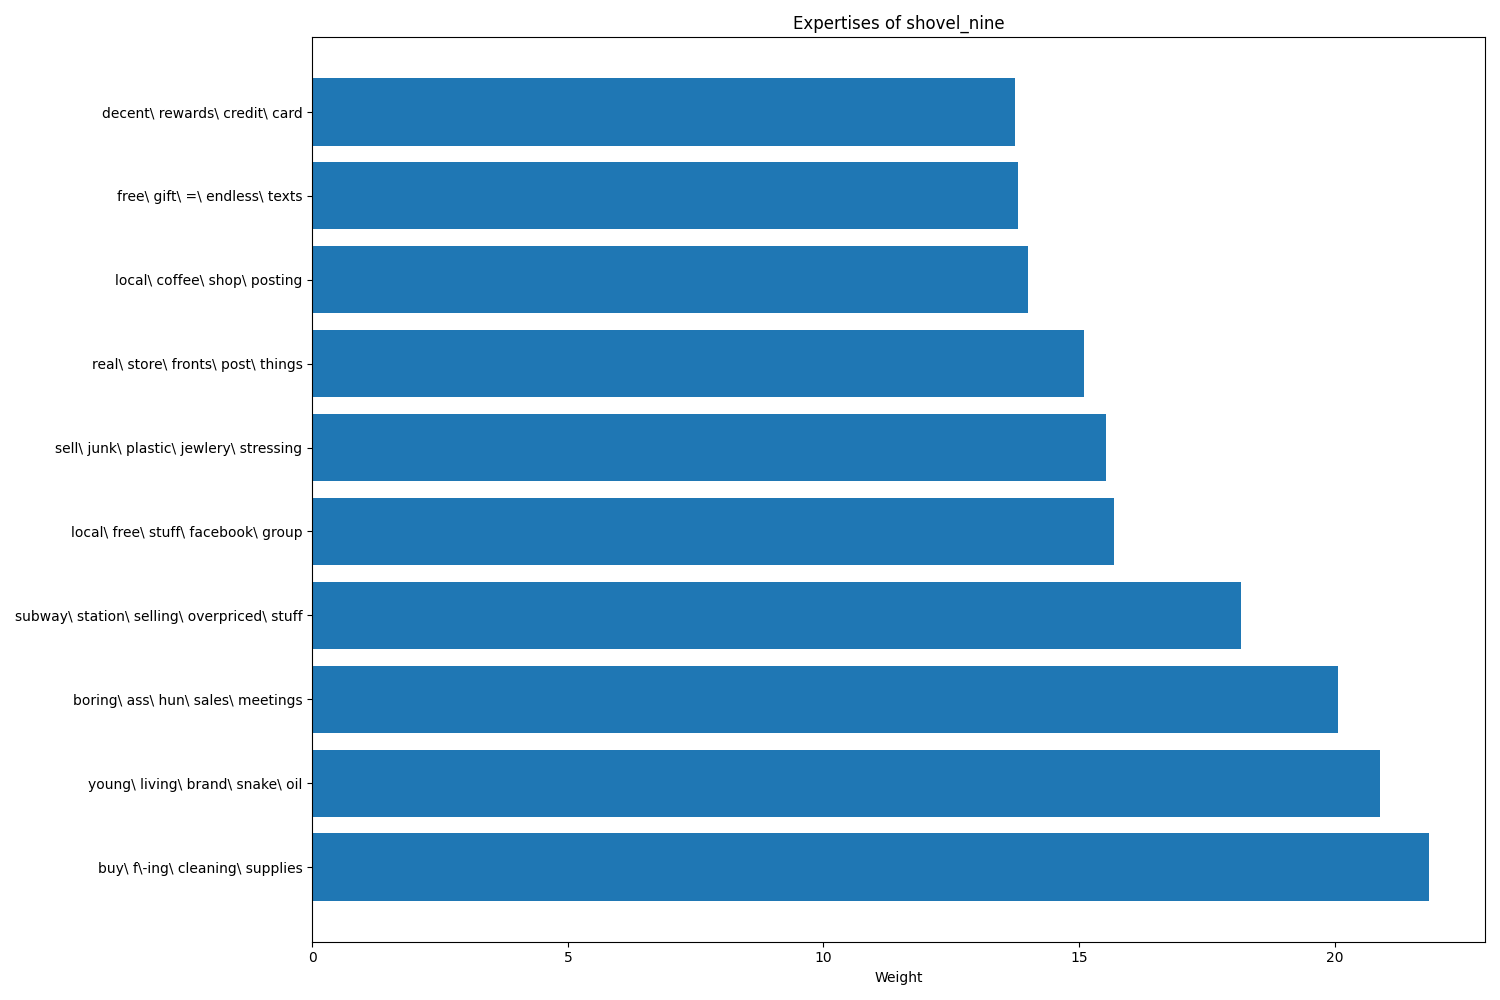 Expertises of shovel_nine
decent\ rewards\ credit\ card
free\ gift\ =\ endless\ texts
local\ coffee\ shop\ posting
real\ store\ fronts\ post\ things
sell\ junk\ plastic\ jewlery\ stressing
local\ free\ stuff\ facebook\ group
subway\ station\ selling\ overpriced\ stuff
boring\ ass\ hun\ sales\ meetings
young\ living\ brand\ snake\ oil
buy\ f\-ing\ cleaning\ supplies
0 5 10 15 20
Weight